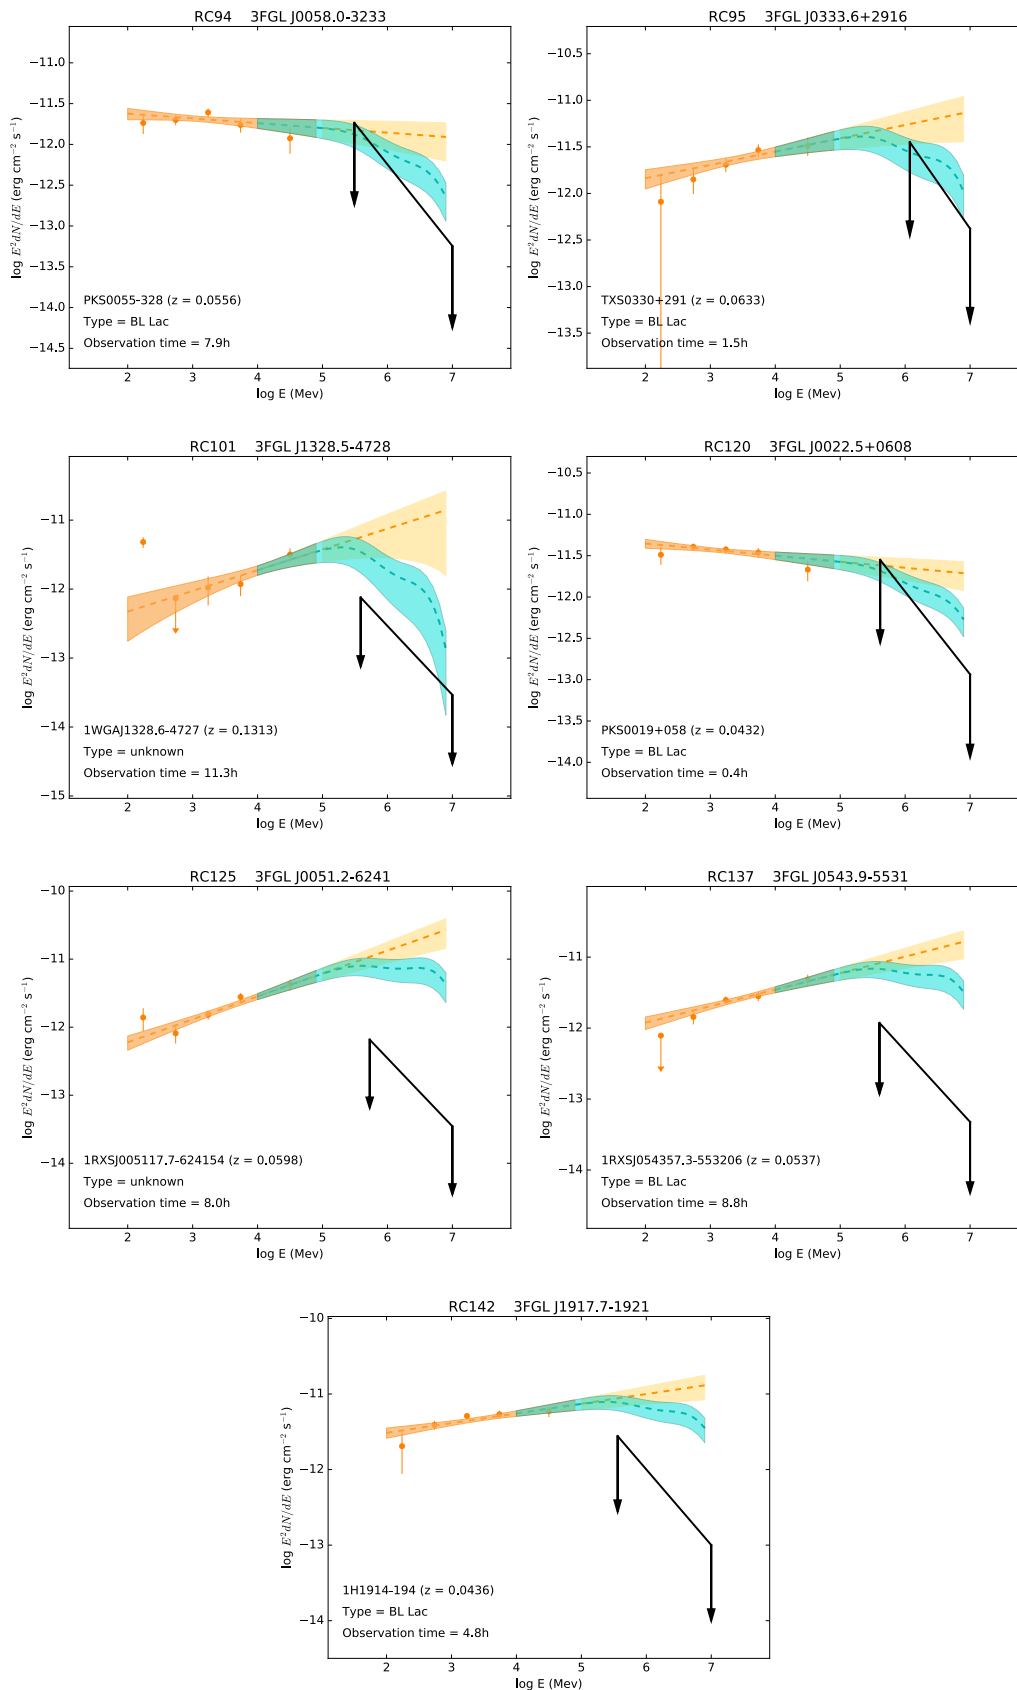 RC94 3FGL J0058.0-3233
−11.0
−11.5
−12.0
−12.5
−13.0
−13.5
−14.0
−14.5
log E²dN/dE (erg cm⁻² s⁻¹)
PKS0055-328 (z = 0.0556)
Type = BL Lac
Observation time = 7.9h
2 3 4 5 6 7
log E (Mev)
RC95 3FGL J0333.6+2916
−10.5
−11.0
−11.5
−12.0
−12.5
−13.0
−13.5
log E²dN/dE (erg cm⁻² s⁻¹)
TXS0330+291 (z = 0.0633)
Type = BL Lac
Observation time = 1.5h
2 3 4 5 6 7
log E (Mev)
RC101 3FGL J1328.5-4728
−11
−12
−13
−14
−15
log E²dN/dE (erg cm⁻² s⁻¹)
1WGAJ1328.6-4727 (z = 0.1313)
Type = unknown
Observation time = 11.3h
2 3 4 5 6 7
log E (Mev)
RC120 3FGL J0022.5+0608
−10.5
−11.0
−11.5
−12.0
−12.5
−13.0
−13.5
−14.0
log E²dN/dE (erg cm⁻² s⁻¹)
PKS0019+058 (z = 0.0432)
Type = BL Lac
Observation time = 0.4h
2 3 4 5 6 7
log E (Mev)
RC125 3FGL J0051.2-6241
−10
−11
−12
−13
−14
log E²dN/dE (erg cm⁻² s⁻¹)
1RXSJ005117.7-624154 (z = 0.0598)
Type = unknown
Observation time = 8.0h
2 3 4 5 6 7
log E (Mev)
RC137 3FGL J0543.9-5531
−11
−12
−13
−14
log E²dN/dE (erg cm⁻² s⁻¹)
1RXSJ054357.3-553206 (z = 0.0537)
Type = BL Lac
Observation time = 8.8h
2 3 4 5 6 7
log E (Mev)
RC142 3FGL J1917.7-1921
−10
−11
−12
−13
−14
log E²dN/dE (erg cm⁻² s⁻¹)
1H1914-194 (z = 0.0436)
Type = BL Lac
Observation time = 4.8h
2 3 4 5 6 7
log E (Mev)